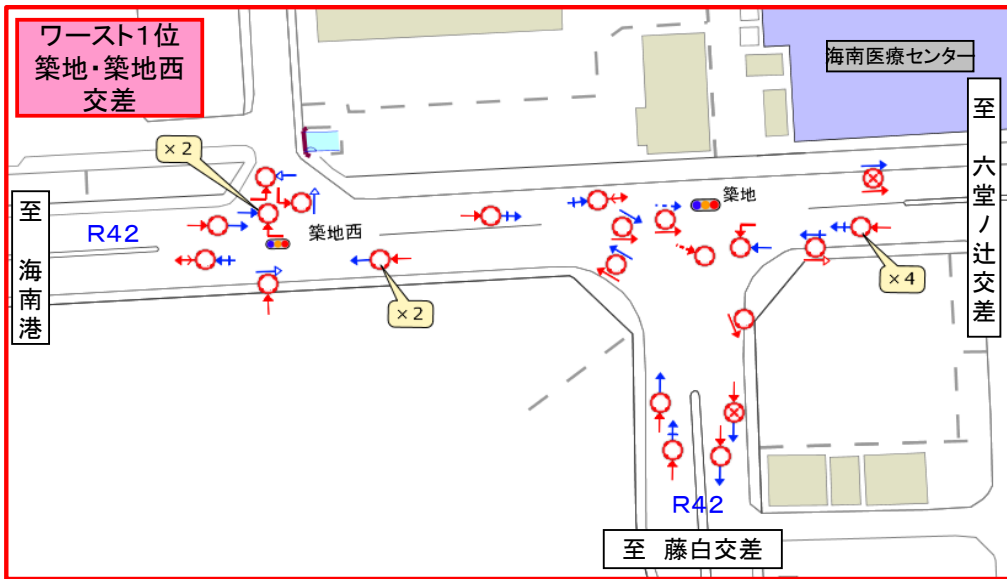 ワースト1位
築地・築地西
交差
海南医療センター
×2
至 海南港
R42
築地西
築地
至 六堂ノ辻交差
×4
×2
R42
至 藤白交差